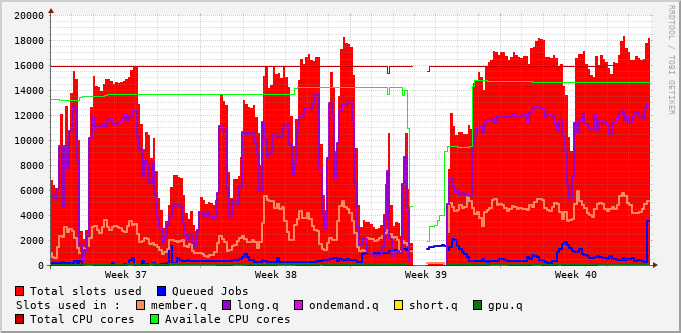 20000
18000
16000
14000
12000
10000
8000
6000
4000
2000
0
Week 37 Week 38 Week 39 Week 40
RRDTOOL / TOBI OETIKER
Total slots used Queued Jobs
Slots used in : member.q long.q ondemand.q short.q gpu.q
Total CPU cores Availale CPU cores